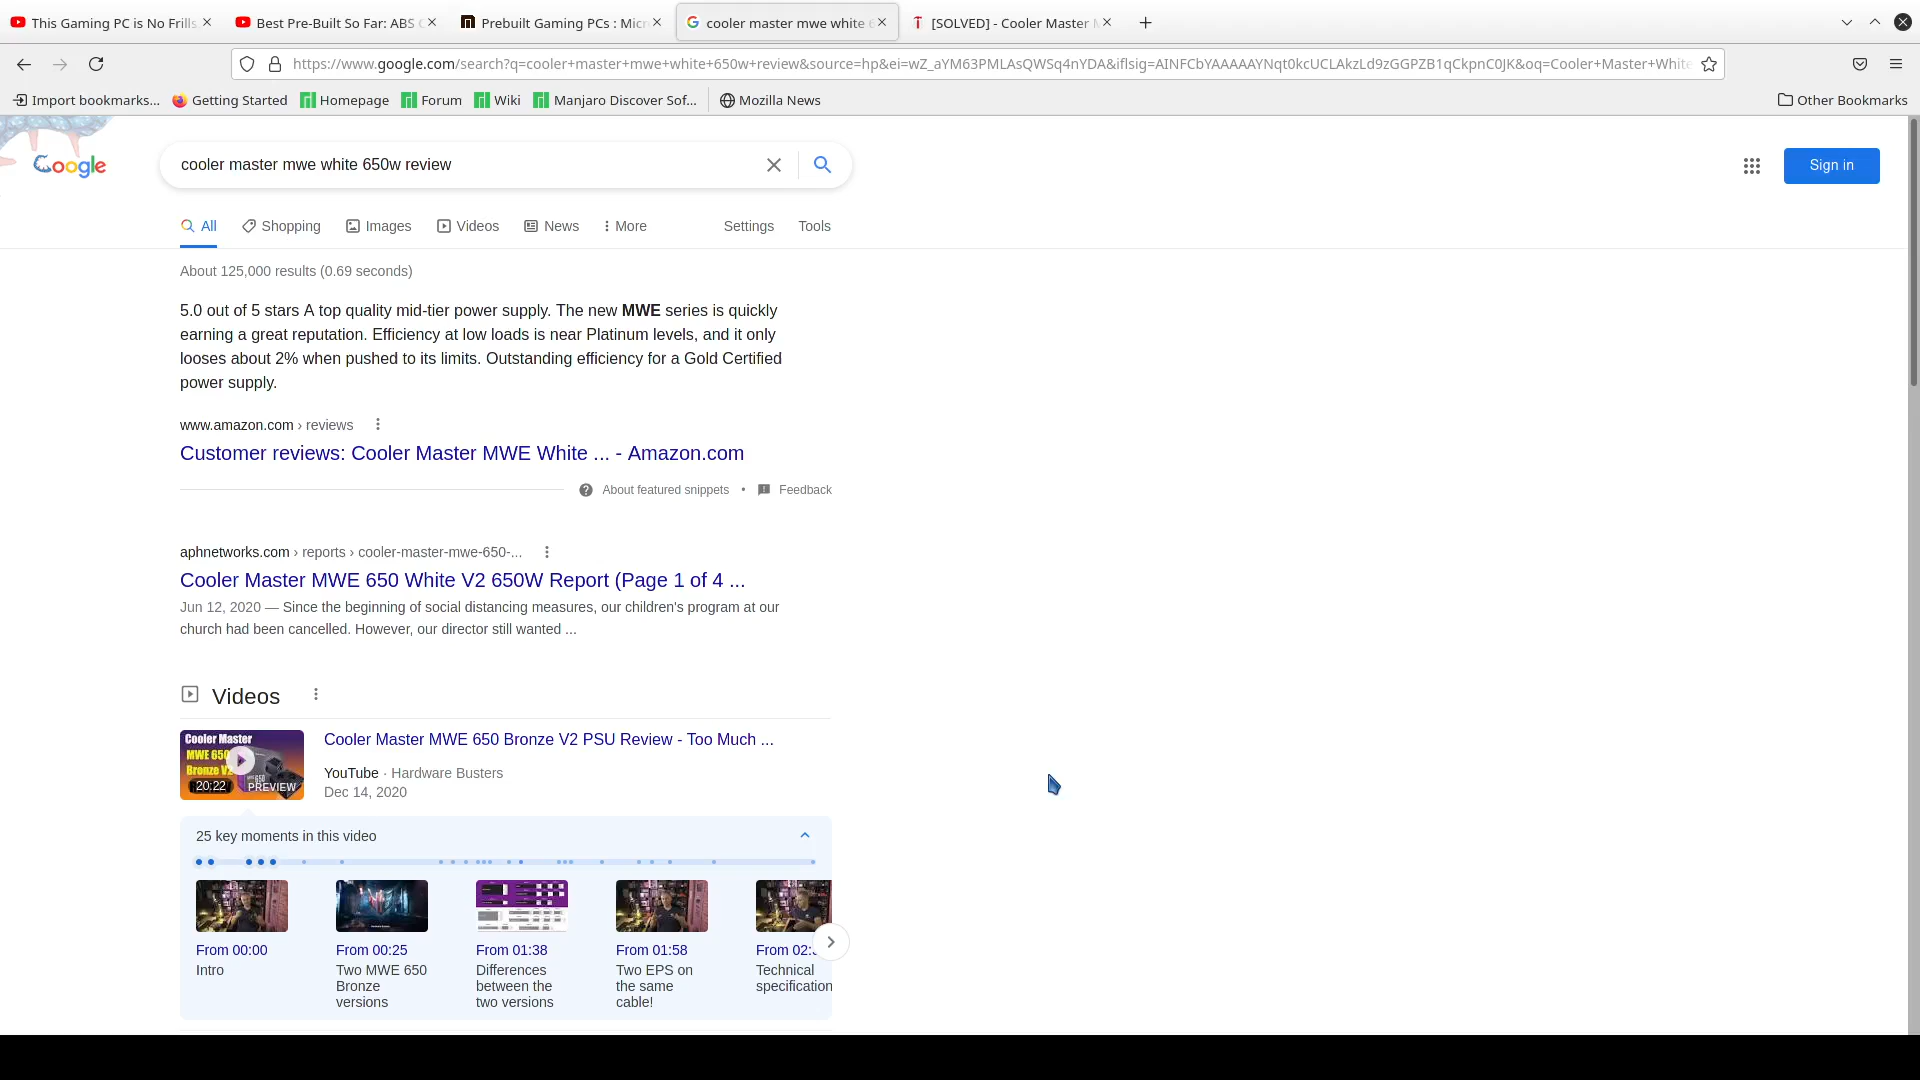 This Gaming PC is No Frills
Best Pre-Built So Far: ABS
Prebuilt Gaming PCs : Micr
cooler master mwe white 6
[SOLVED] - Cooler Master
https://www.google.com/search?q=cooler+master+mwe+white+650w+review&source=hp&ei=wZ_aYM63PMLAsQWSq4nYDA&iflsig=AINFCbYAAAAAYNqt0kcUCLAkzLd9zGGPZB1qCkpnC0JK&oq=Cooler+Master+White
Import bookmarks... Getting Started Homepage Forum Wiki Manjaro Discover Sof... Mozilla News Other Bookmarks
Google
cooler master mwe white 650w review
Sign in
All Shopping Images Videos News More Settings Tools
About 125,000 results (0.69 seconds)
5.0 out of 5 stars A top quality mid-tier power supply. The new MWE series is quickly
earning a great reputation. Efficiency at low loads is near Platinum levels, and it only
looses about 2% when pushed to its limits. Outstanding efficiency for a Gold Certified
power supply.
www.amazon.com › reviews
Customer reviews: Cooler Master MWE White ... - Amazon.com
About featured snippets • Feedback
aphnetworks.com › reports › cooler-master-mwe-650-...
Cooler Master MWE 650 White V2 650W Report (Page 1 of 4 ...
Jun 12, 2020 — Since the beginning of social distancing measures, our children's program at our
church had been cancelled. However, our director still wanted ...
Videos
Cooler Master
MWE 650
Bronze V2
20:22 PREVIEW
Cooler Master MWE 650 Bronze V2 PSU Review - Too Much ...
YouTube · Hardware Busters
Dec 14, 2020
25 key moments in this video
From 00:00
Intro
From 00:25
Two MWE 650
Bronze
versions
From 01:38
Differences
between the
two versions
From 01:58
Two EPS on
the same
cable!
From 02:
Technical
specification